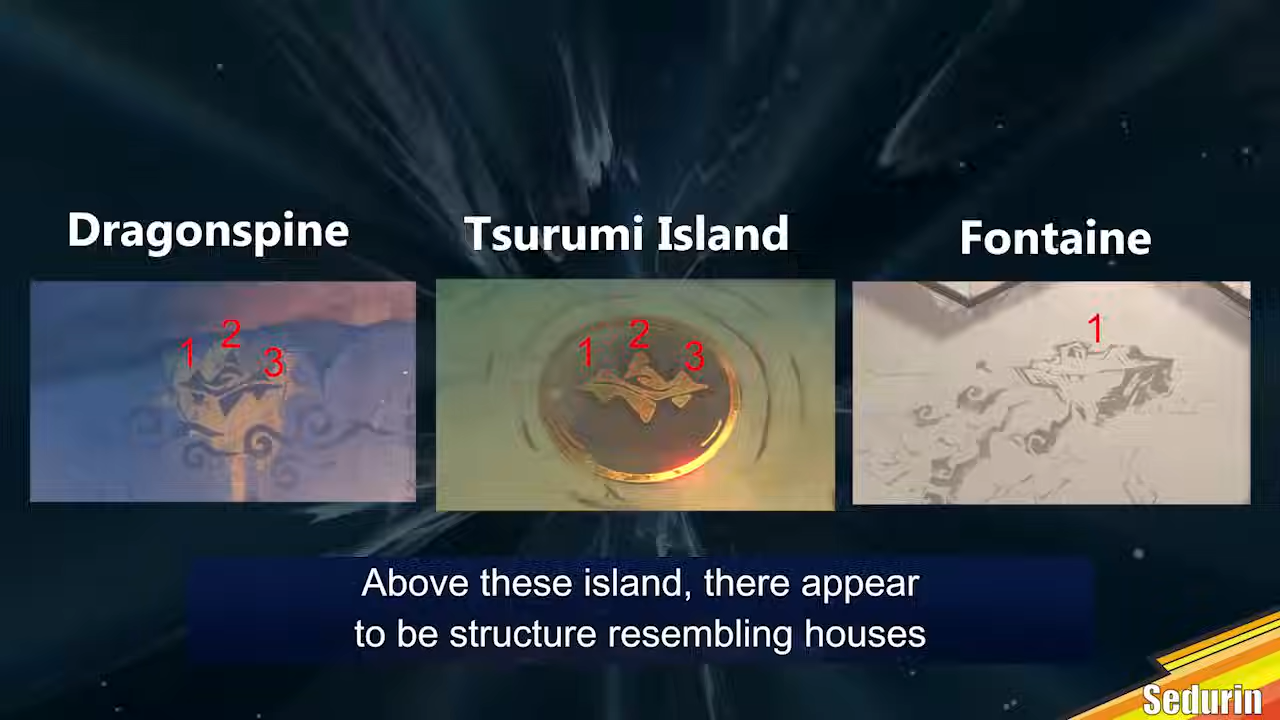 Dragonspine
Tsurumi Island
Fontaine
1
2
3
1
2
3
1
Above these island, there appear
to be structure resembling houses
Sedurin